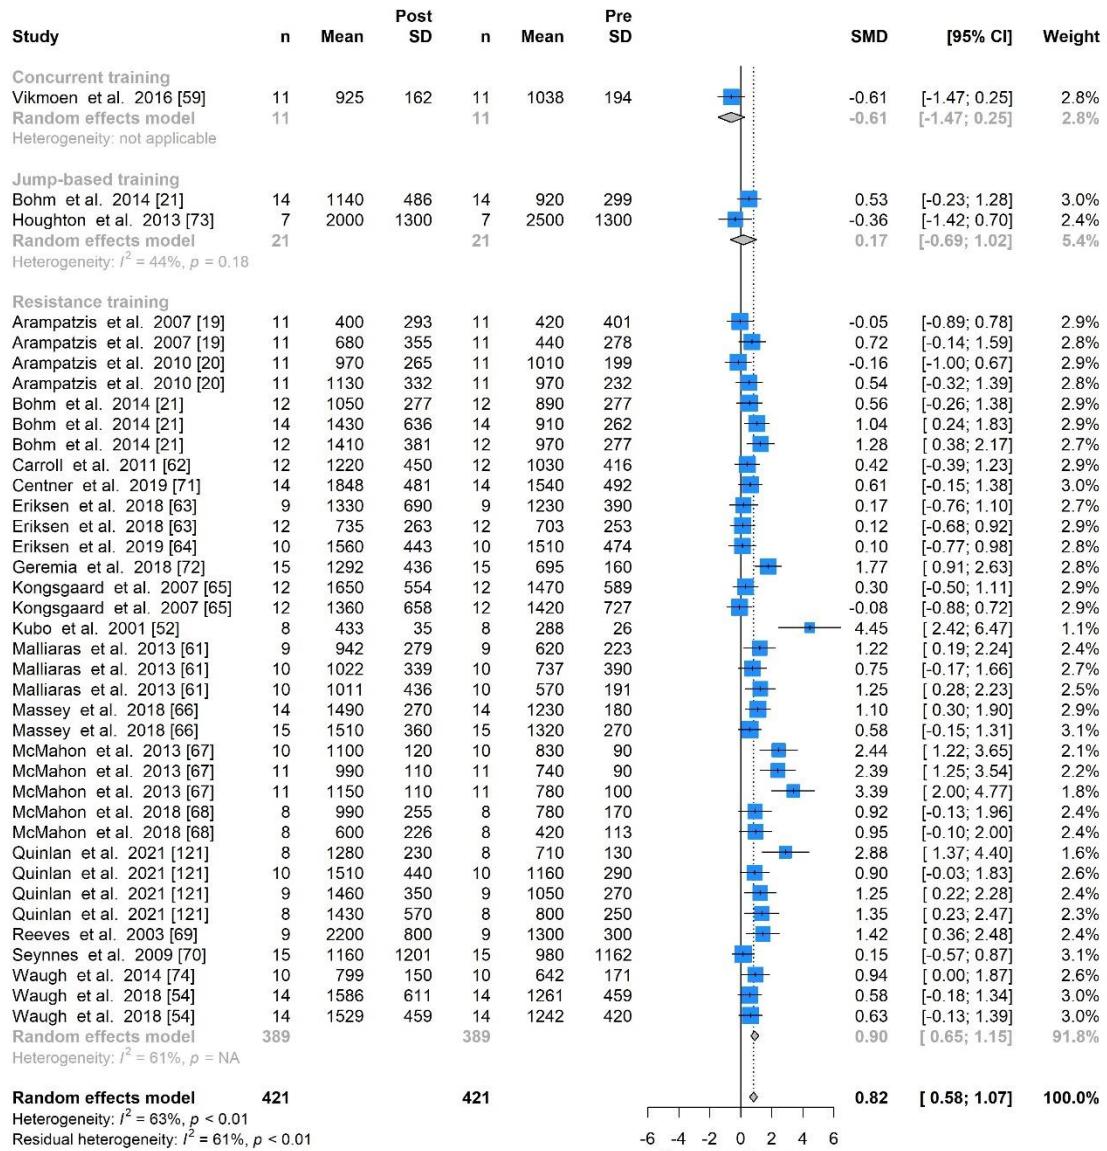 Post Pre
Study n Mean SD n Mean SD SMD [95% CI] Weight
Concurrent training
Vikmoen et al. 2016 [59] 11 925 162 11 1038 194 -0.61 [-1.47; 0.25] 2.8%
Random effects model 11 11 -0.61 [-1.47; 0.25] 2.8%
Heterogeneity: not applicable
Jump-based training
Bohm et al. 2014 [21] 14 1140 486 14 920 299 0.53 [-0.23; 1.28] 3.0%
Houghton et al. 2013 [73] 7 2000 1300 7 2500 1300 -0.36 [-1.42; 0.70] 2.4%
Random effects model 21 21 0.17 [-0.69; 1.02] 5.4%
Heterogeneity: I² = 44%, p = 0.18
Resistance training
Arampatzis et al. 2007 [19] 11 400 293 11 420 401 -0.05 [-0.89; 0.78] 2.9%
Arampatzis et al. 2007 [19] 11 680 355 11 440 278 0.72 [-0.14; 1.59] 2.8%
Arampatzis et al. 2010 [20] 11 970 265 11 1010 199 -0.16 [-1.00; 0.67] 2.9%
Arampatzis et al. 2010 [20] 11 1130 332 11 970 232 0.54 [-0.32; 1.39] 2.8%
Bohm et al. 2014 [21] 12 1050 277 12 890 277 0.56 [-0.26; 1.38] 2.9%
Bohm et al. 2014 [21] 14 1430 636 14 910 262 1.04 [ 0.24; 1.83] 2.9%
Bohm et al. 2014 [21] 12 1410 381 12 970 277 1.28 [ 0.38; 2.17] 2.7%
Carroll et al. 2011 [62] 12 1220 450 12 1030 416 0.42 [-0.39; 1.23] 2.9%
Centner et al. 2019 [71] 14 1848 481 14 1540 492 0.61 [-0.15; 1.38] 3.0%
Eriksen et al. 2018 [63] 9 1330 690 9 1230 390 0.17 [-0.76; 1.10] 2.7%
Eriksen et al. 2018 [63] 12 735 263 12 703 253 0.12 [-0.68; 0.92] 2.9%
Eriksen et al. 2019 [64] 10 1560 443 10 1510 474 0.10 [-0.77; 0.98] 2.8%
Geremia et al. 2018 [72] 15 1292 436 15 695 160 1.77 [ 0.91; 2.63] 2.8%
Kongsgaard et al. 2007 [65] 12 1650 554 12 1470 589 0.30 [-0.50; 1.11] 2.9%
Kongsgaard et al. 2007 [65] 12 1360 658 12 1420 727 -0.08 [-0.88; 0.72] 2.9%
Kubo et al. 2001 [52] 8 433 35 8 288 26 4.45 [ 2.42; 6.47] 1.1%
Malliaras et al. 2013 [61] 9 942 279 9 620 223 1.22 [ 0.19; 2.24] 2.4%
Malliaras et al. 2013 [61] 10 1022 339 10 737 390 0.75 [-0.17; 1.66] 2.7%
Malliaras et al. 2013 [61] 10 1011 436 10 570 191 1.25 [ 0.28; 2.23] 2.5%
Massey et al. 2018 [66] 14 1490 270 14 1230 180 1.10 [ 0.30; 1.90] 2.9%
Massey et al. 2018 [66] 15 1510 360 15 1320 270 0.58 [-0.15; 1.31] 3.1%
McMahon et al. 2013 [67] 10 1100 120 10 830 90 2.44 [ 1.22; 3.65] 2.1%
McMahon et al. 2013 [67] 11 990 110 11 740 90 2.39 [ 1.25; 3.54] 2.2%
McMahon et al. 2013 [67] 11 1150 110 11 780 100 3.39 [ 2.00; 4.77] 1.8%
McMahon et al. 2018 [68] 8 990 255 8 780 170 0.92 [-0.13; 1.96] 2.4%
McMahon et al. 2018 [68] 8 600 226 8 420 113 0.95 [-0.10; 2.00] 2.4%
Quinlan et al. 2021 [121] 8 1280 230 8 710 130 2.88 [ 1.37; 4.40] 1.6%
Quinlan et al. 2021 [121] 10 1510 440 10 1160 290 0.90 [-0.03; 1.83] 2.6%
Quinlan et al. 2021 [121] 9 1460 350 9 1050 270 1.25 [ 0.22; 2.28] 2.4%
Quinlan et al. 2021 [121] 8 1430 570 8 800 250 1.35 [ 0.23; 2.47] 2.3%
Reeves et al. 2003 [69] 9 2200 800 9 1300 300 1.42 [ 0.36; 2.48] 2.4%
Seynnes et al. 2009 [70] 15 1160 1201 15 980 1162 0.15 [-0.57; 0.87] 3.1%
Waugh et al. 2014 [74] 10 799 150 10 642 171 0.94 [ 0.00; 1.87] 2.6%
Waugh et al. 2018 [54] 14 1586 611 14 1261 459 0.58 [-0.18; 1.34] 3.0%
Waugh et al. 2018 [54] 14 1529 459 14 1242 420 0.63 [-0.13; 1.39] 3.0%
Random effects model 389 389 0.90 [ 0.65; 1.15] 91.8%
Heterogeneity: I² = 61%, p = NA
Random effects model 421 421 0.82 [ 0.58; 1.07] 100.0%
Heterogeneity: I² = 63%, p < 0.01
Residual heterogeneity: I² = 61%, p < 0.01
-6 -4 -2 0 2 4 6